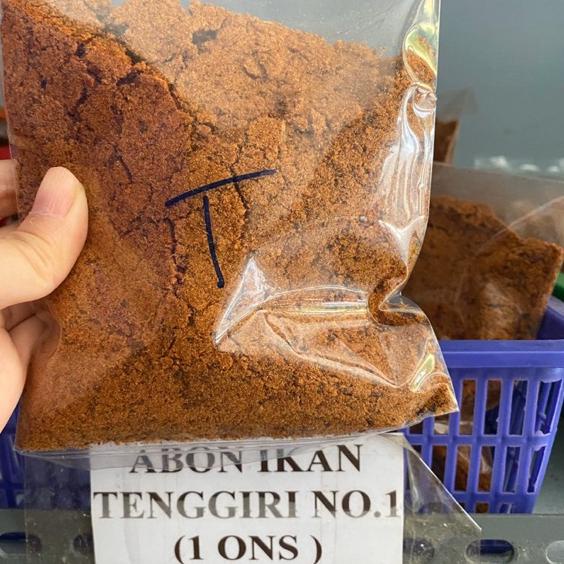 T
ABON IKAN
TENGGIRI NO.1
(1 ONS )